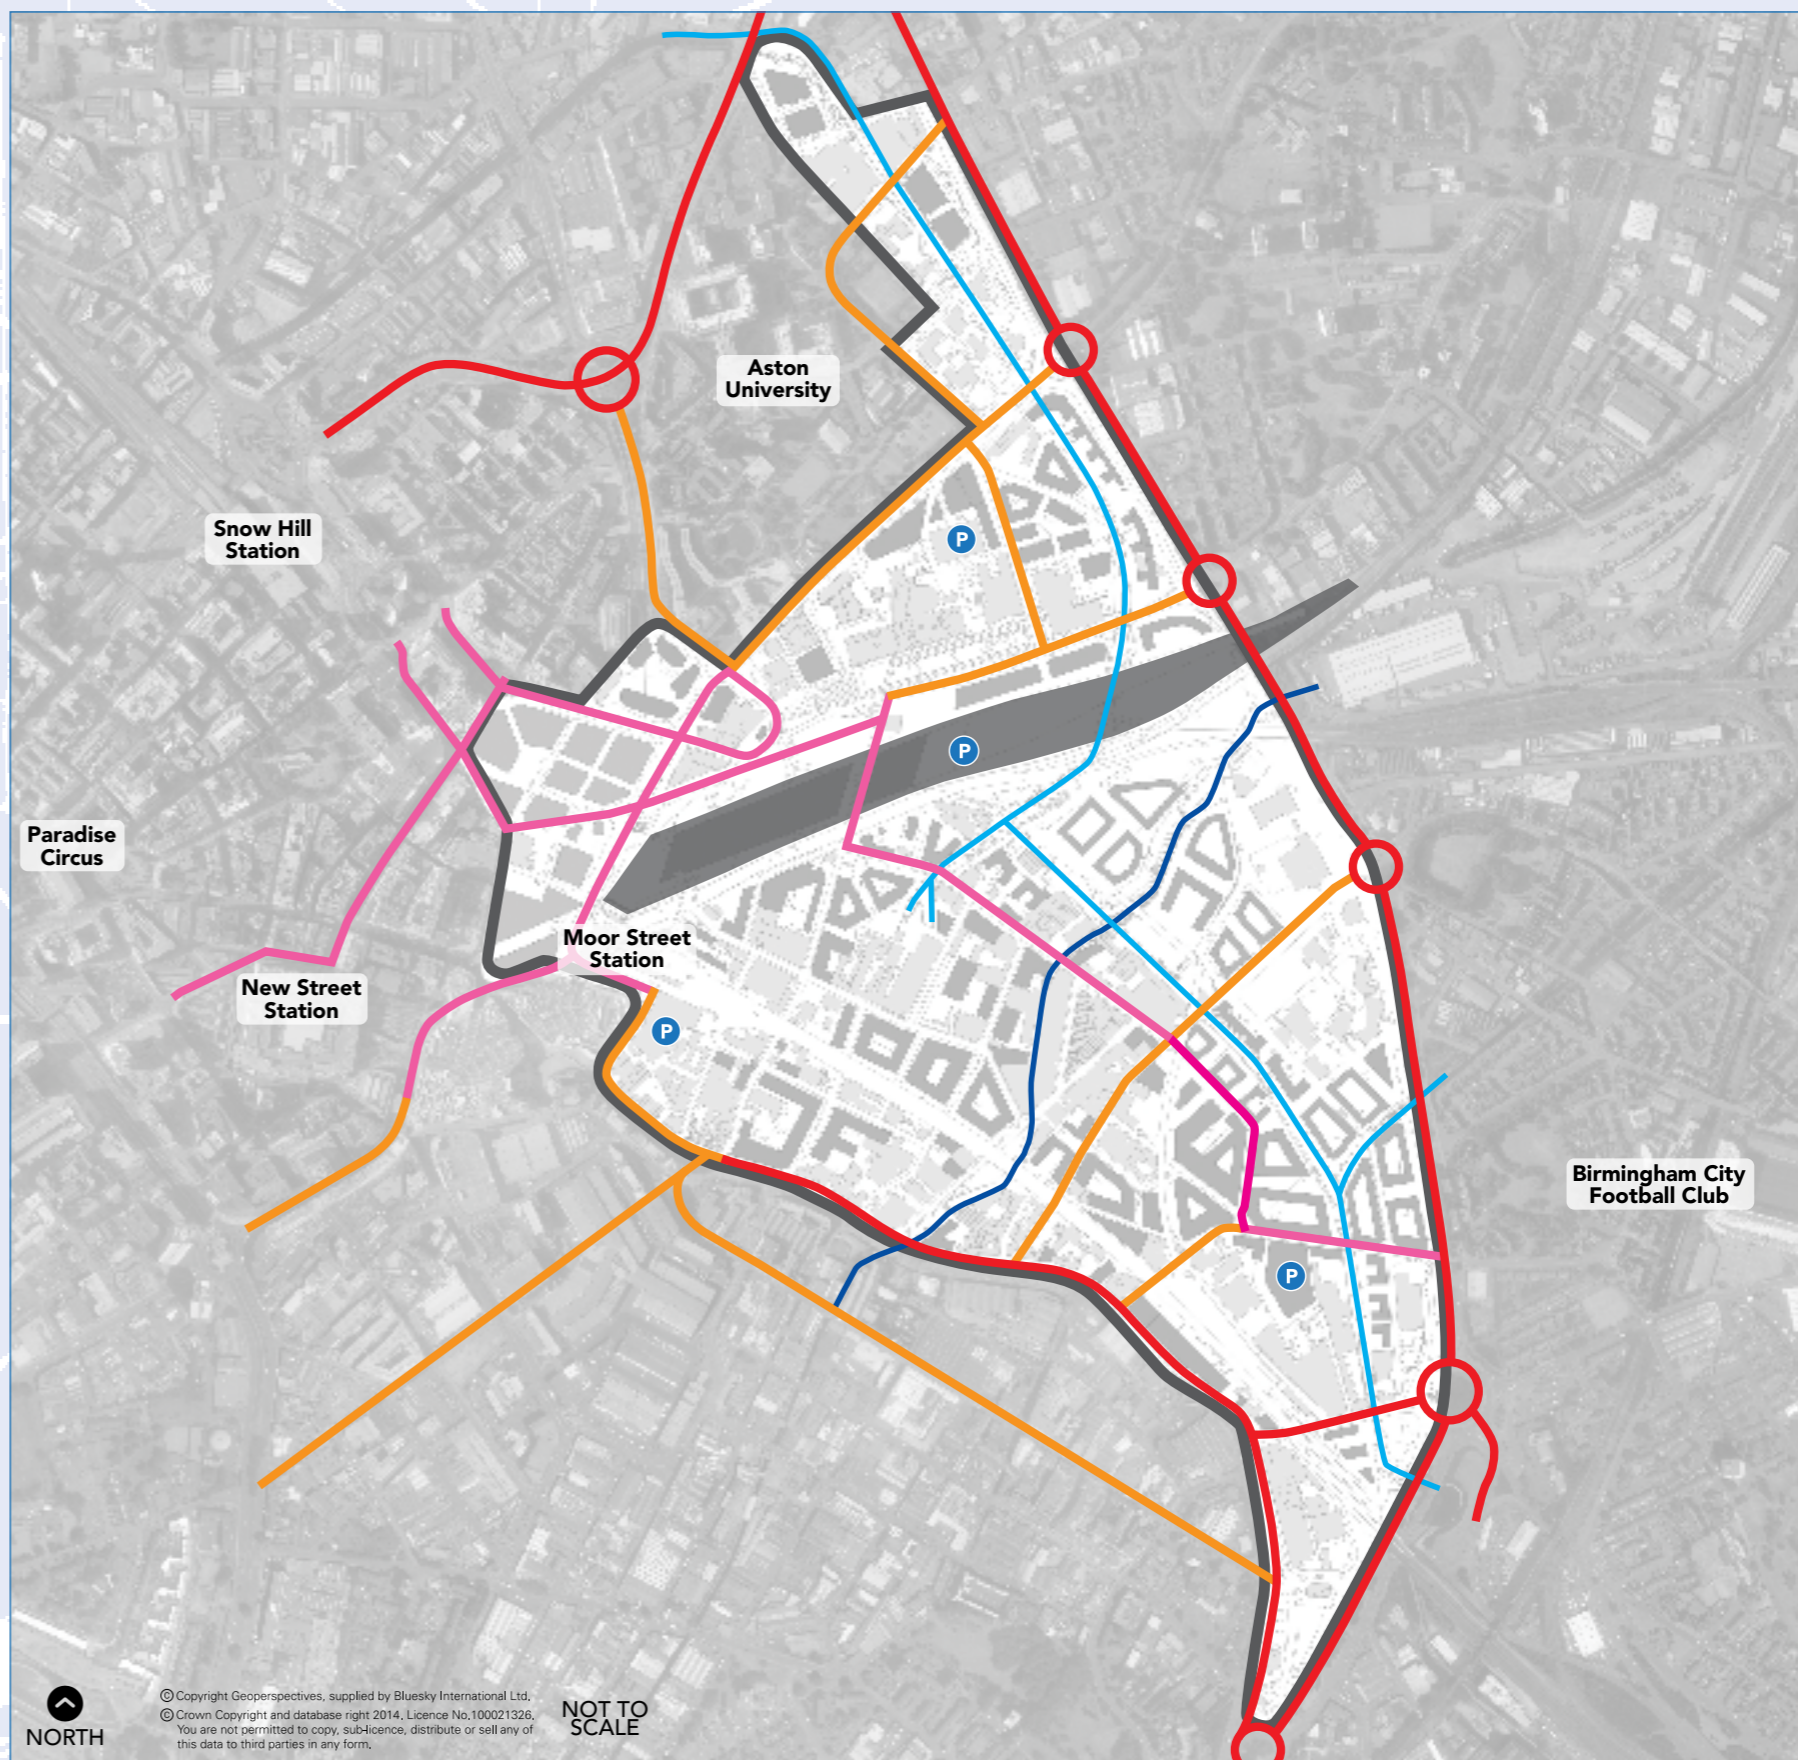 Aston
University
Snow Hill
Station
P
P
Paradise
Circus
Moor Street
Station
New Street
Station
P
Birmingham City
Football Club
P
NORTH
© Copyright Geoperspectives, supplied by Bluesky International Ltd,
© Crown Copyright and database right 2014, Licence No.100021326,
You are not permitted to copy, sub-licence, distribute or sell any of
this data to third parties in any form,
NOT TO
SCALE